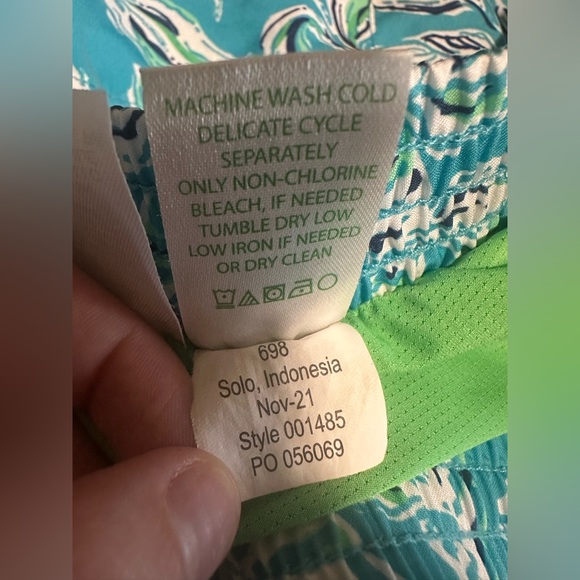 MACHINE WASH COLD
DELICATE CYCLE
SEPARATELY
ONLY NON-CHLORINE
BLEACH, IF NEEDED
TUMBLE DRY LOW
LOW IRON IF NEEDED
OR DRY CLEAN
698
Solo, Indonesia
Nov-21
Style 001485
PO 056069